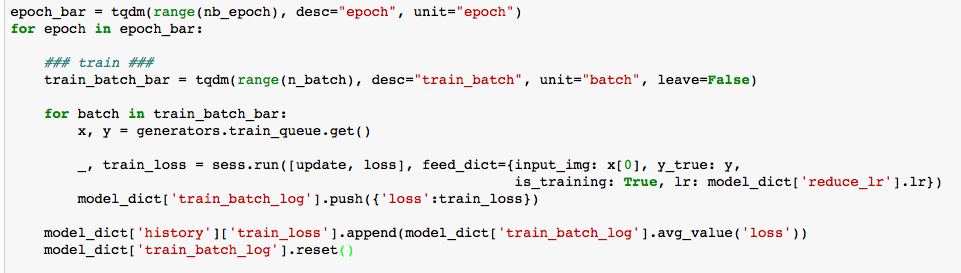 epoch_bar = tqdm(range(nb_epoch), desc="epoch", unit="epoch")
for epoch in epoch_bar:
    ### train ###
    train_batch_bar = tqdm(range(n_batch), desc="train_batch", unit="batch", leave=False)
    for batch in train_batch_bar:
        x, y = generators.train_queue.get()
        _, train_loss = sess.run([update, loss], feed_dict={input_img: x[0], y_true: y,
                                                            is_training: True, lr: model_dict['reduce_lr'].lr})
        model_dict['train_batch_log'].push({'loss':train_loss})
    model_dict['history']['train_loss'].append(model_dict['train_batch_log'].avg_value('loss'))
    model_dict['train_batch_log'].reset()